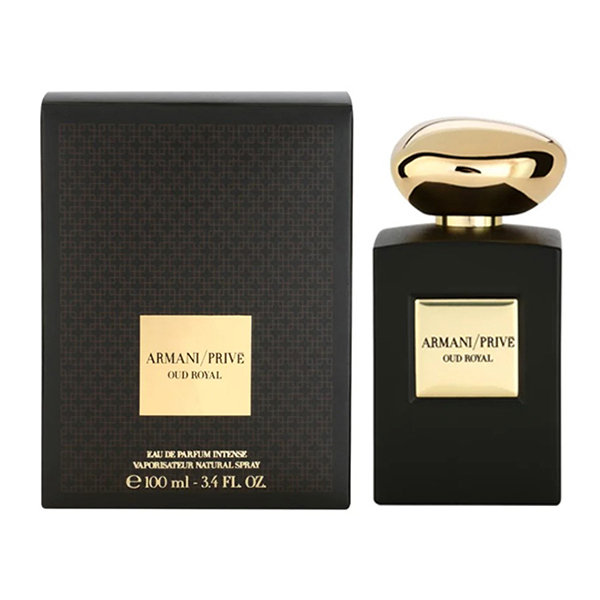 ARMANI/PRIVE
OUD ROYAL
EAU DE PARFUM INTENSE
VAPORISATEUR NATURAL SPRAY
℮ 100 ml - 3.4 FL. OZ.
ARMANI/PRIVE
OUD ROYAL